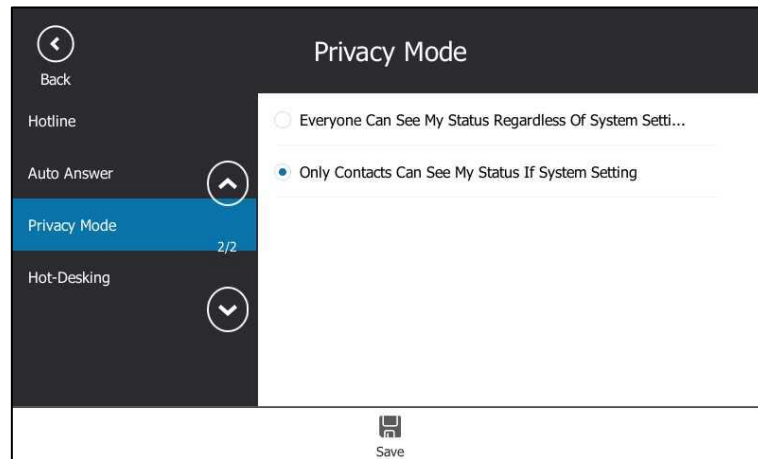 Privacy Mode
Back
Hotline
Auto Answer
Privacy Mode
2/2
Hot-Desking
Everyone Can See My Status Regardless Of System Setti...
Only Contacts Can See My Status If System Setting
Save